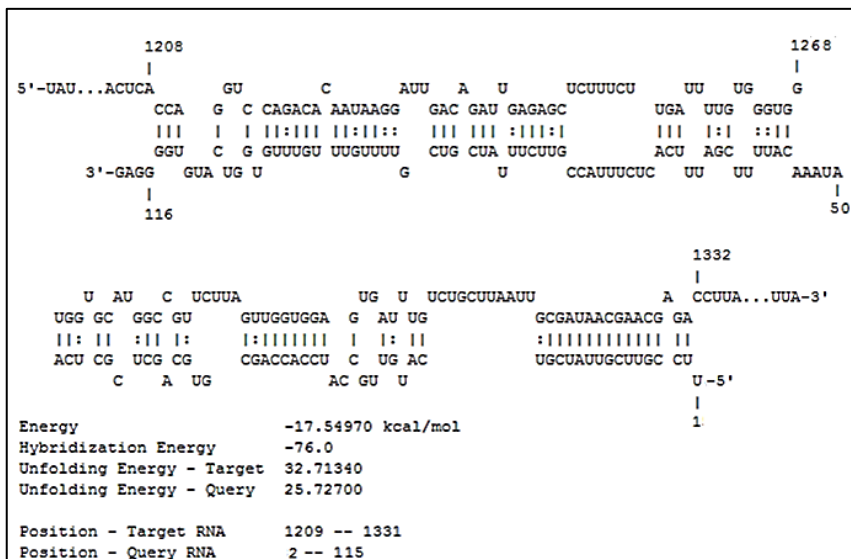 1208 1268
| |
5'-UAU...ACUCA GU C AUU A U UCUUUCU UU UG G
CCA G C CAGACA AAUAAGG GAC GAU GAGAGC UGA UUG GGUG
||| | | ||:||| ||:||:: ||| ||| :|||:| ||| |:| ::||
GGU C G GUUUGU UUGUUUU CUG CUA UUCUUG ACU AGC UUAC
3'-GAGG GUA UG U G U CCAUUUCUC UU UU AAAUA
| |
116 50
1332
|
U AU C UCUUA UG U UCUGCUUAAUU A CCUUA...UUA-3'
UGG GC GGC GU GUUGGUGGA G AU UG GCGAUAACGAACG GA
||: || :|| || |:||||||| | |: || :|||||||||||| ||
ACU CG UCG CG CGACCACCU C UG AC UGCUAUUGCUUGC CU
C A UG AC GU U U-5'
| 
1
Energy -17.54970 kcal/mol
Hybridization Energy -76.0
Unfolding Energy - Target 32.71340
Unfolding Energy - Query 25.72700
Position - Target RNA 1209 -- 1331
Position - Query RNA 2 -- 115